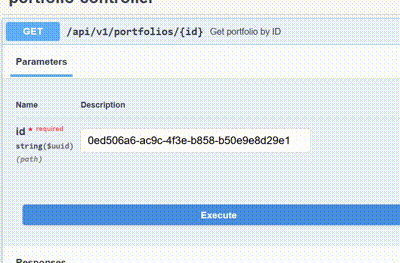 portfolio-controller
GET /api/v1/portfolios/{id} Get portfolio by ID
Parameters
Name Description
id * required
string($uuid)
(path)
0ed506a6-ac9c-4f3e-b858-b50e9e8d29e1
Execute
Responses